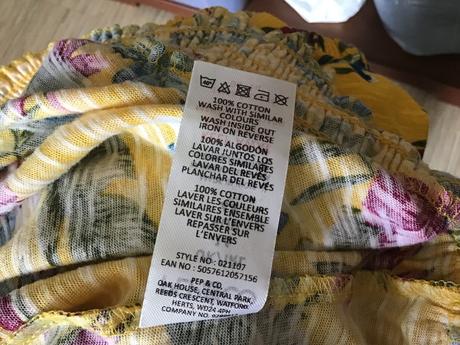 100% COTTON
WASH WITH SIMILAR
COLOURS
WASH INSIDE OUT
IRON ON REVERSE
100% ALGODÓN
LAVAR JUNTOS LOS
COLORES SIMILARES
LAVAR DEL REVÉS
PLANCHAR DEL REVÉS
100% COTTON
LAVER LES COULEURS
SIMILAIRES ENSEMBLE
LAVER SUR L'ENVERS
REPASSER SUR
L'ENVERS
STYLE NO : 021197
EAN NO : 5057612057156
PEP & CO.
OAK HOUSE, CENTRAL PARK,
REEDS CRESCENT, WATFORD,
HERTS, WD24 4PH
COMPANY NO.